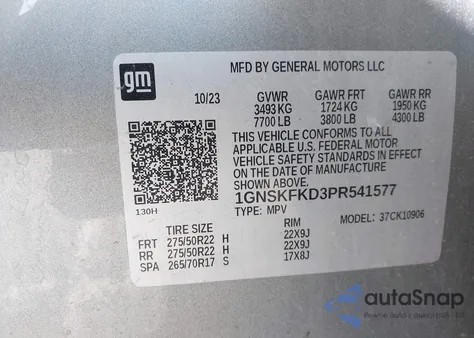 gm
MFD BY GENERAL MOTORS LLC
10/23 GVWR GAWR FRT GAWR RR
3493 KG 1724 KG 1950 KG
7700 LB 3800 LB 4300 LB
THIS VEHICLE CONFORMS TO ALL
APPLICABLE U.S. FEDERAL MOTOR
VEHICLE SAFETY STANDARDS IN EFFECT
ON THE DATE OF MANUFACTURE SHOWN ABOVE.
1GNSKFKD3PR541577
130H
TYPE: MPV MODEL: 37CK10906
TIRE SIZE RIM
FRT 275/50R22 H 22X9J
RR 275/50R22 H 22X9J
SPA 265/70R17 S 17X8J
autoSnap